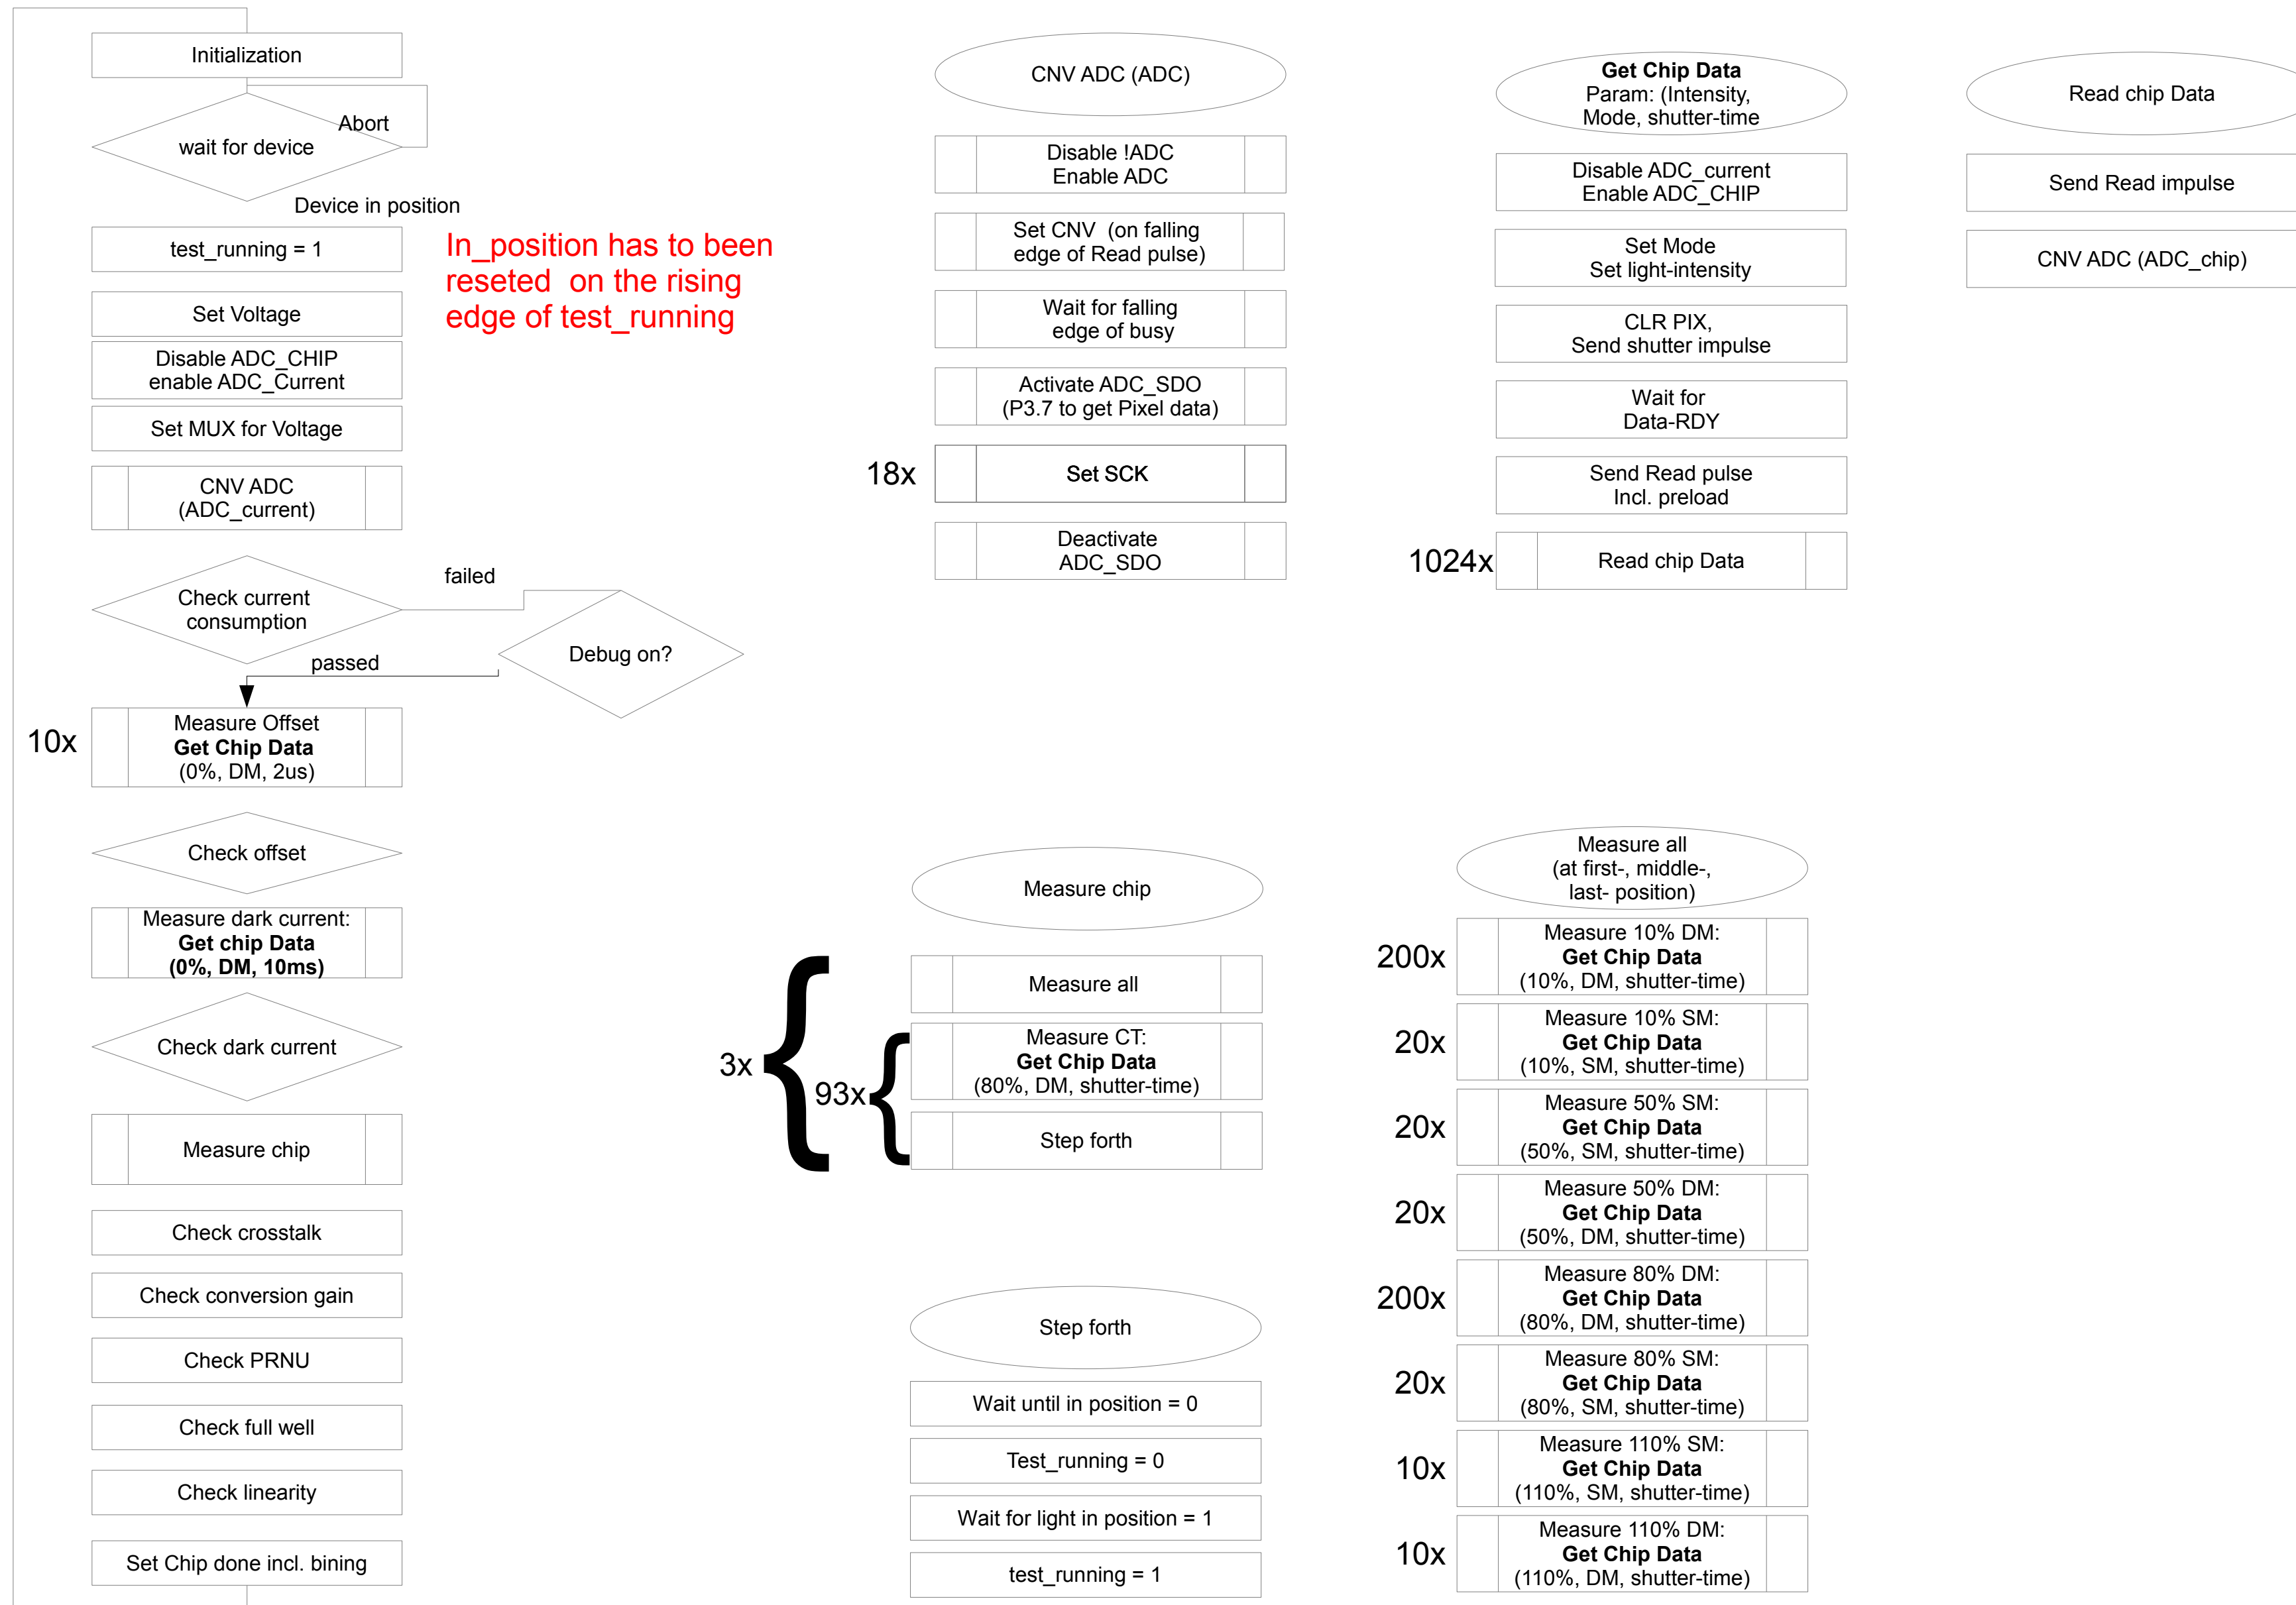 Initialization
Abort
wait for device
Device in position
test_running = 1
In_position has to been
reseted  on the rising
edge of test_running
Set Voltage
Disable ADC_CHIP
enable ADC_Current
Set MUX for Voltage
CNV ADC
(ADC_current)
Check current
consumption
failed
Debug on?
passed
10x
Measure Offset
Get Chip Data
(0%, DM, 2us)
Check offset
Measure dark current:
Get chip Data
(0%, DM, 10ms)
Check dark current
Measure chip
Check crosstalk
Check conversion gain
Check PRNU
Check full well
Check linearity
Set Chip done incl. bining
CNV ADC (ADC)
Disable !ADC
Enable ADC
Set CNV  (on falling
edge of Read pulse)
Wait for falling
edge of busy
Activate ADC_SDO
(P3.7 to get Pixel data)
18x
Set SCK
Deactivate
ADC_SDO
Get Chip Data
Param: (Intensity,
Mode, shutter-time
Disable ADC_current
Enable ADC_CHIP
Set Mode
Set light-intensity
CLR PIX,
Send shutter impulse
Wait for
Data-RDY
Send Read pulse
Incl. preload
1024x
Read chip Data
Read chip Data
Send Read impulse
CNV ADC (ADC_chip)
Measure chip
3x
Measure all
93x
Measure CT:
Get Chip Data
(80%, DM, shutter-time)
Step forth
Step forth
Wait until in position = 0
Test_running = 0
Wait for light in position = 1
test_running = 1
Measure all
(at first-, middle-,
last- position)
200x
Measure 10% DM:
Get Chip Data
(10%, DM, shutter-time)
20x
Measure 10% SM:
Get Chip Data
(10%, SM, shutter-time)
20x
Measure 50% SM:
Get Chip Data
(50%, SM, shutter-time)
20x
Measure 50% DM:
Get Chip Data
(50%, DM, shutter-time)
200x
Measure 80% DM:
Get Chip Data
(80%, DM, shutter-time)
20x
Measure 80% SM:
Get Chip Data
(80%, SM, shutter-time)
10x
Measure 110% SM:
Get Chip Data
(110%, SM, shutter-time)
10x
Measure 110% DM:
Get Chip Data
(110%, DM, shutter-time)